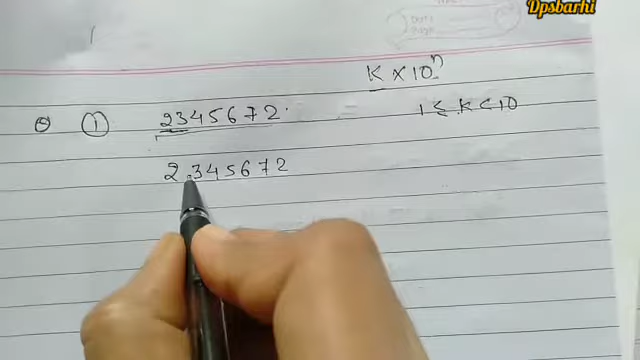 Dpsbarhi
K × 10ⁿ
① 2345672.
1 ≤ K < 10
2.345672